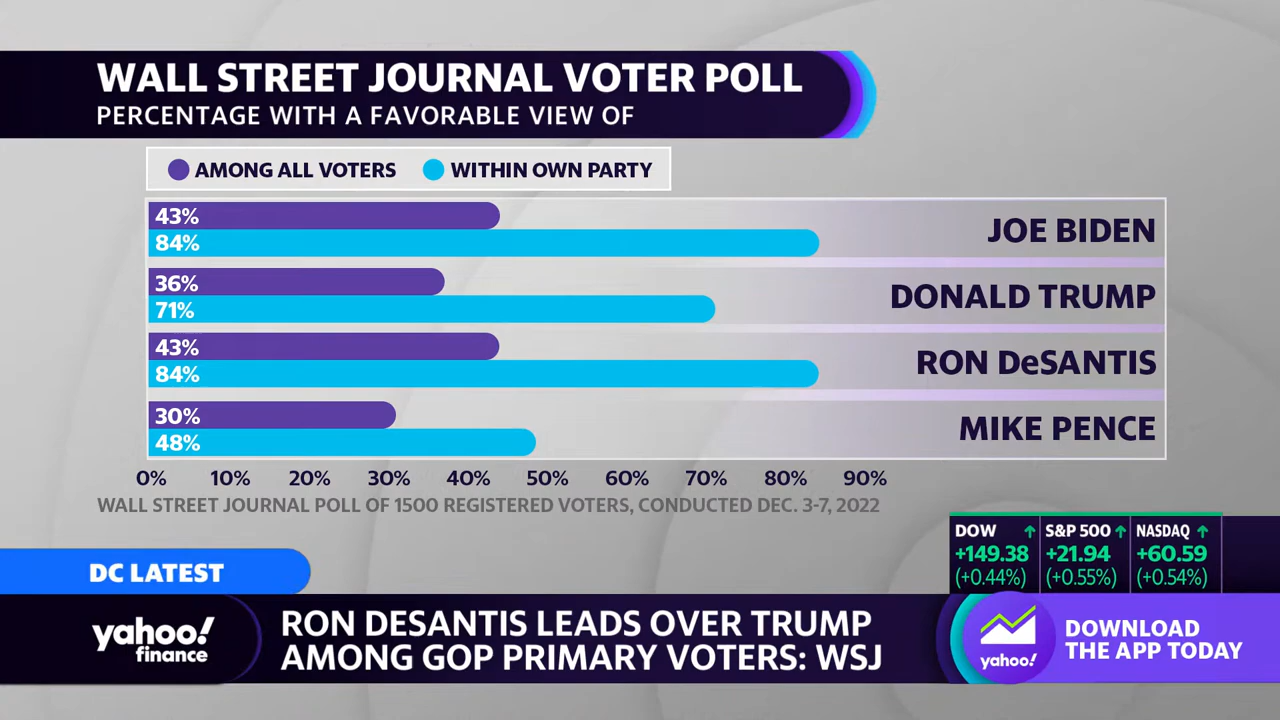 WALL STREET JOURNAL VOTER POLL
PERCENTAGE WITH A FAVORABLE VIEW OF
AMONG ALL VOTERS WITHIN OWN PARTY
43%
84%
JOE BIDEN
36%
71%
DONALD TRUMP
43%
84%
RON DeSANTIS
30%
48%
MIKE PENCE
0% 10% 20% 30% 40% 50% 60% 70% 80% 90%
WALL STREET JOURNAL POLL OF 1500 REGISTERED VOTERS, CONDUCTED DEC. 3-7, 2022
DOW S&P 500 NASDAQ
+149.38 +21.94 +60.59
(+0.44%) (+0.55%) (+0.54%)
DC LATEST
yahoo!
finance
RON DESANTIS LEADS OVER TRUMP
AMONG GOP PRIMARY VOTERS: WSJ
yahoo!
DOWNLOAD
THE APP TODAY